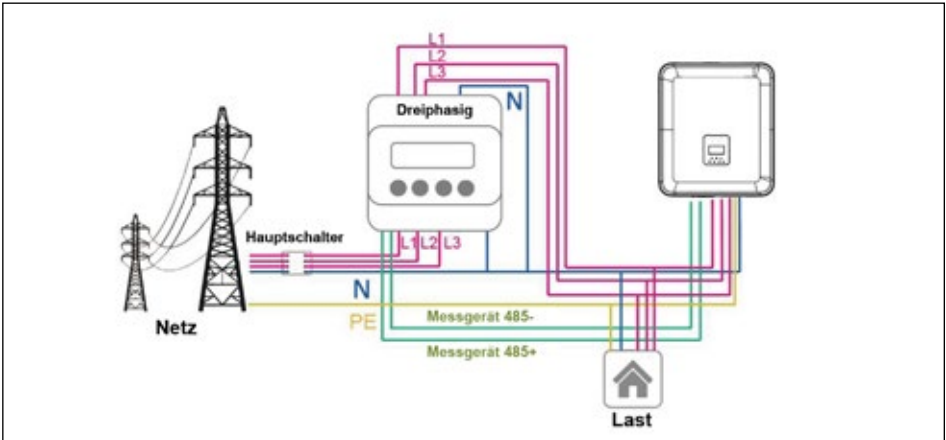 L1
L2
L3
N
Dreiphasig
Hauptschalter
L1 L2 L3
N
PE
Netz
Messgerät 485-
Messgerät 485+
Last